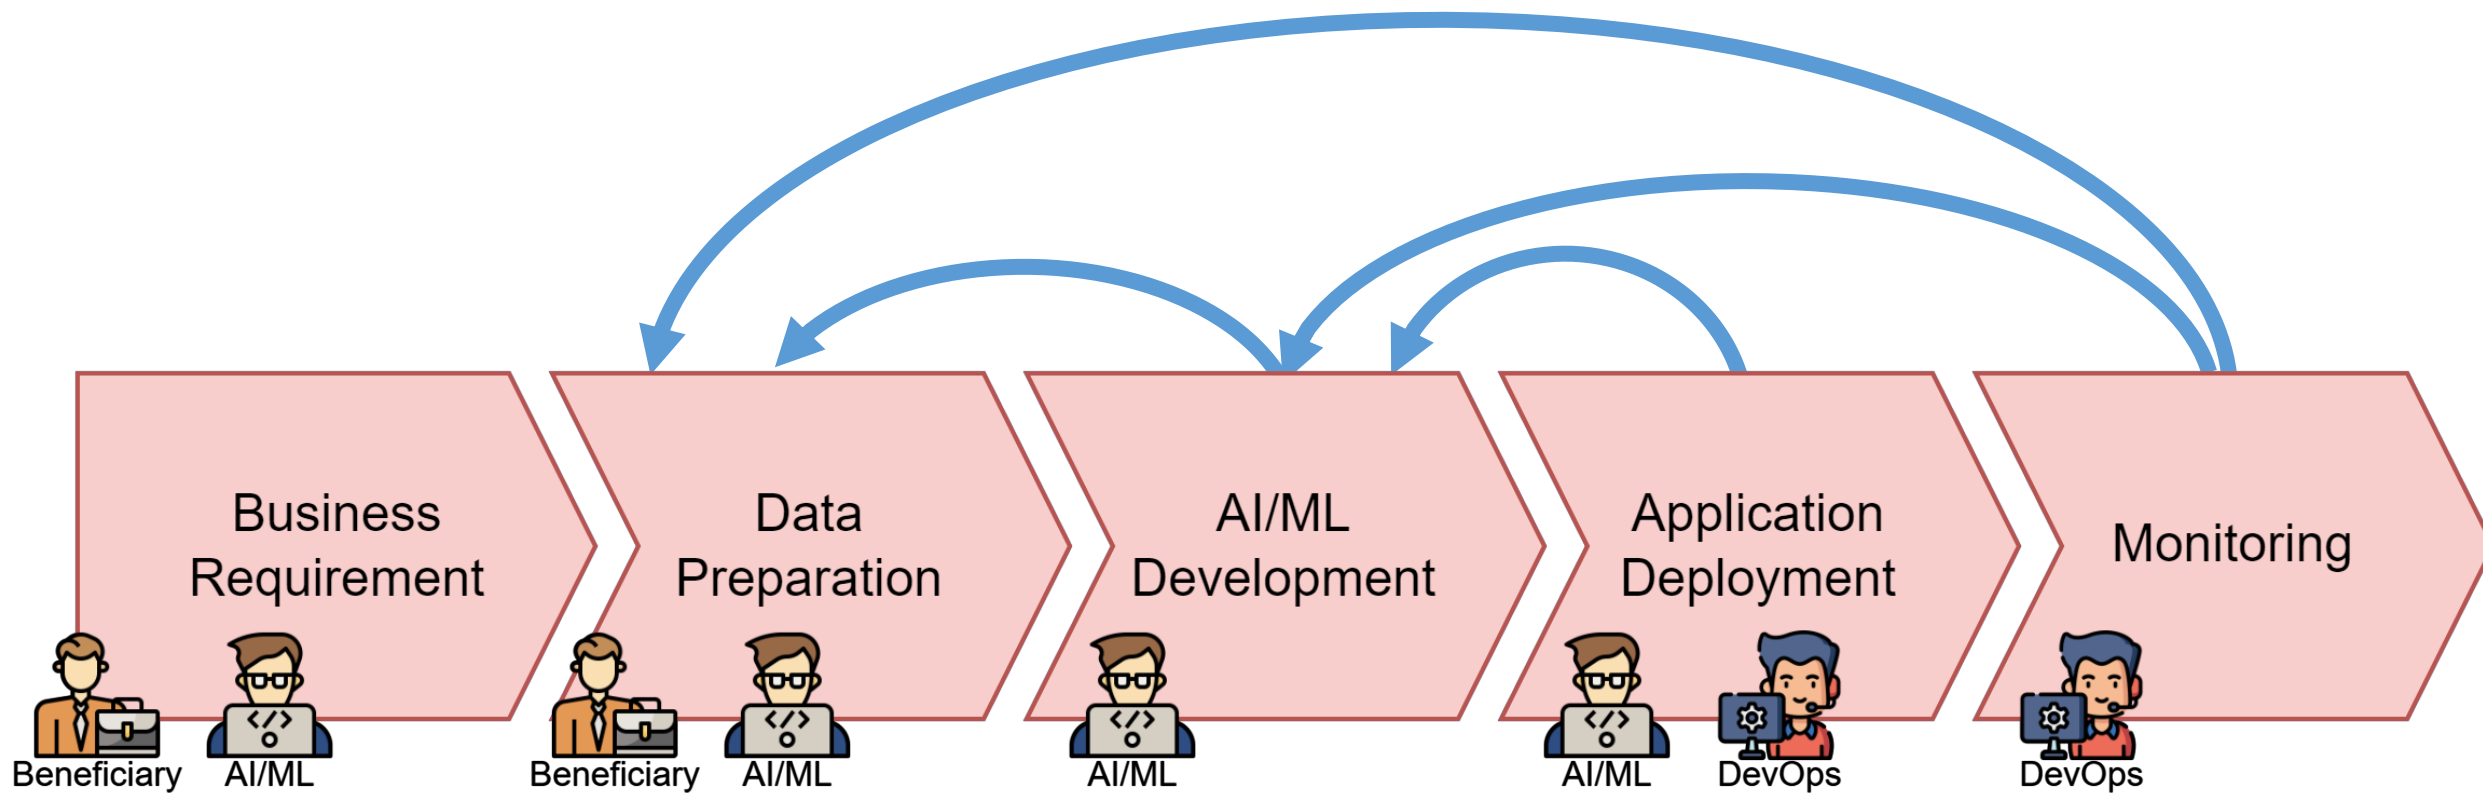 Business
Requirement
Data
Preparation
AI/ML
Development
Application
Deployment
Monitoring
Beneficiary
AI/ML
Beneficiary
AI/ML
AI/ML
AI/ML
DevOps
DevOps